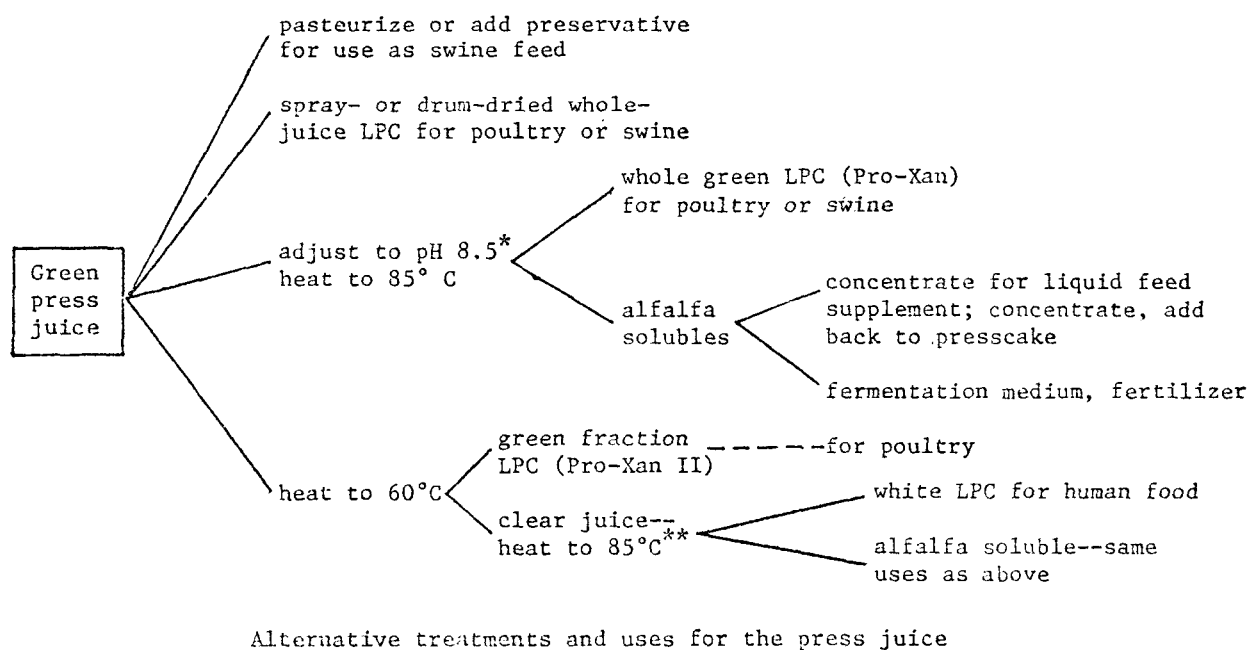 pasteurize or add preservative
for use as swine feed
spray- or drum-dried whole-
juice LPC for poultry or swine
whole green LPC (Pro-Xan)
for poultry or swine
Green
press
juice
adjust to pH 8.5*
heat to 85° C
alfalfa
solubles
concentrate for liquid feed
supplement; concentrate, add
back to presscake
fermentation medium, fertilizer
heat to 60°C
green fraction
LPC (Pro-Xan II)
for poultry
clear juice--
heat to 85°C**
white LPC for human food
alfalfa soluble--same
uses as above
Alternative treatments and uses for the press juice